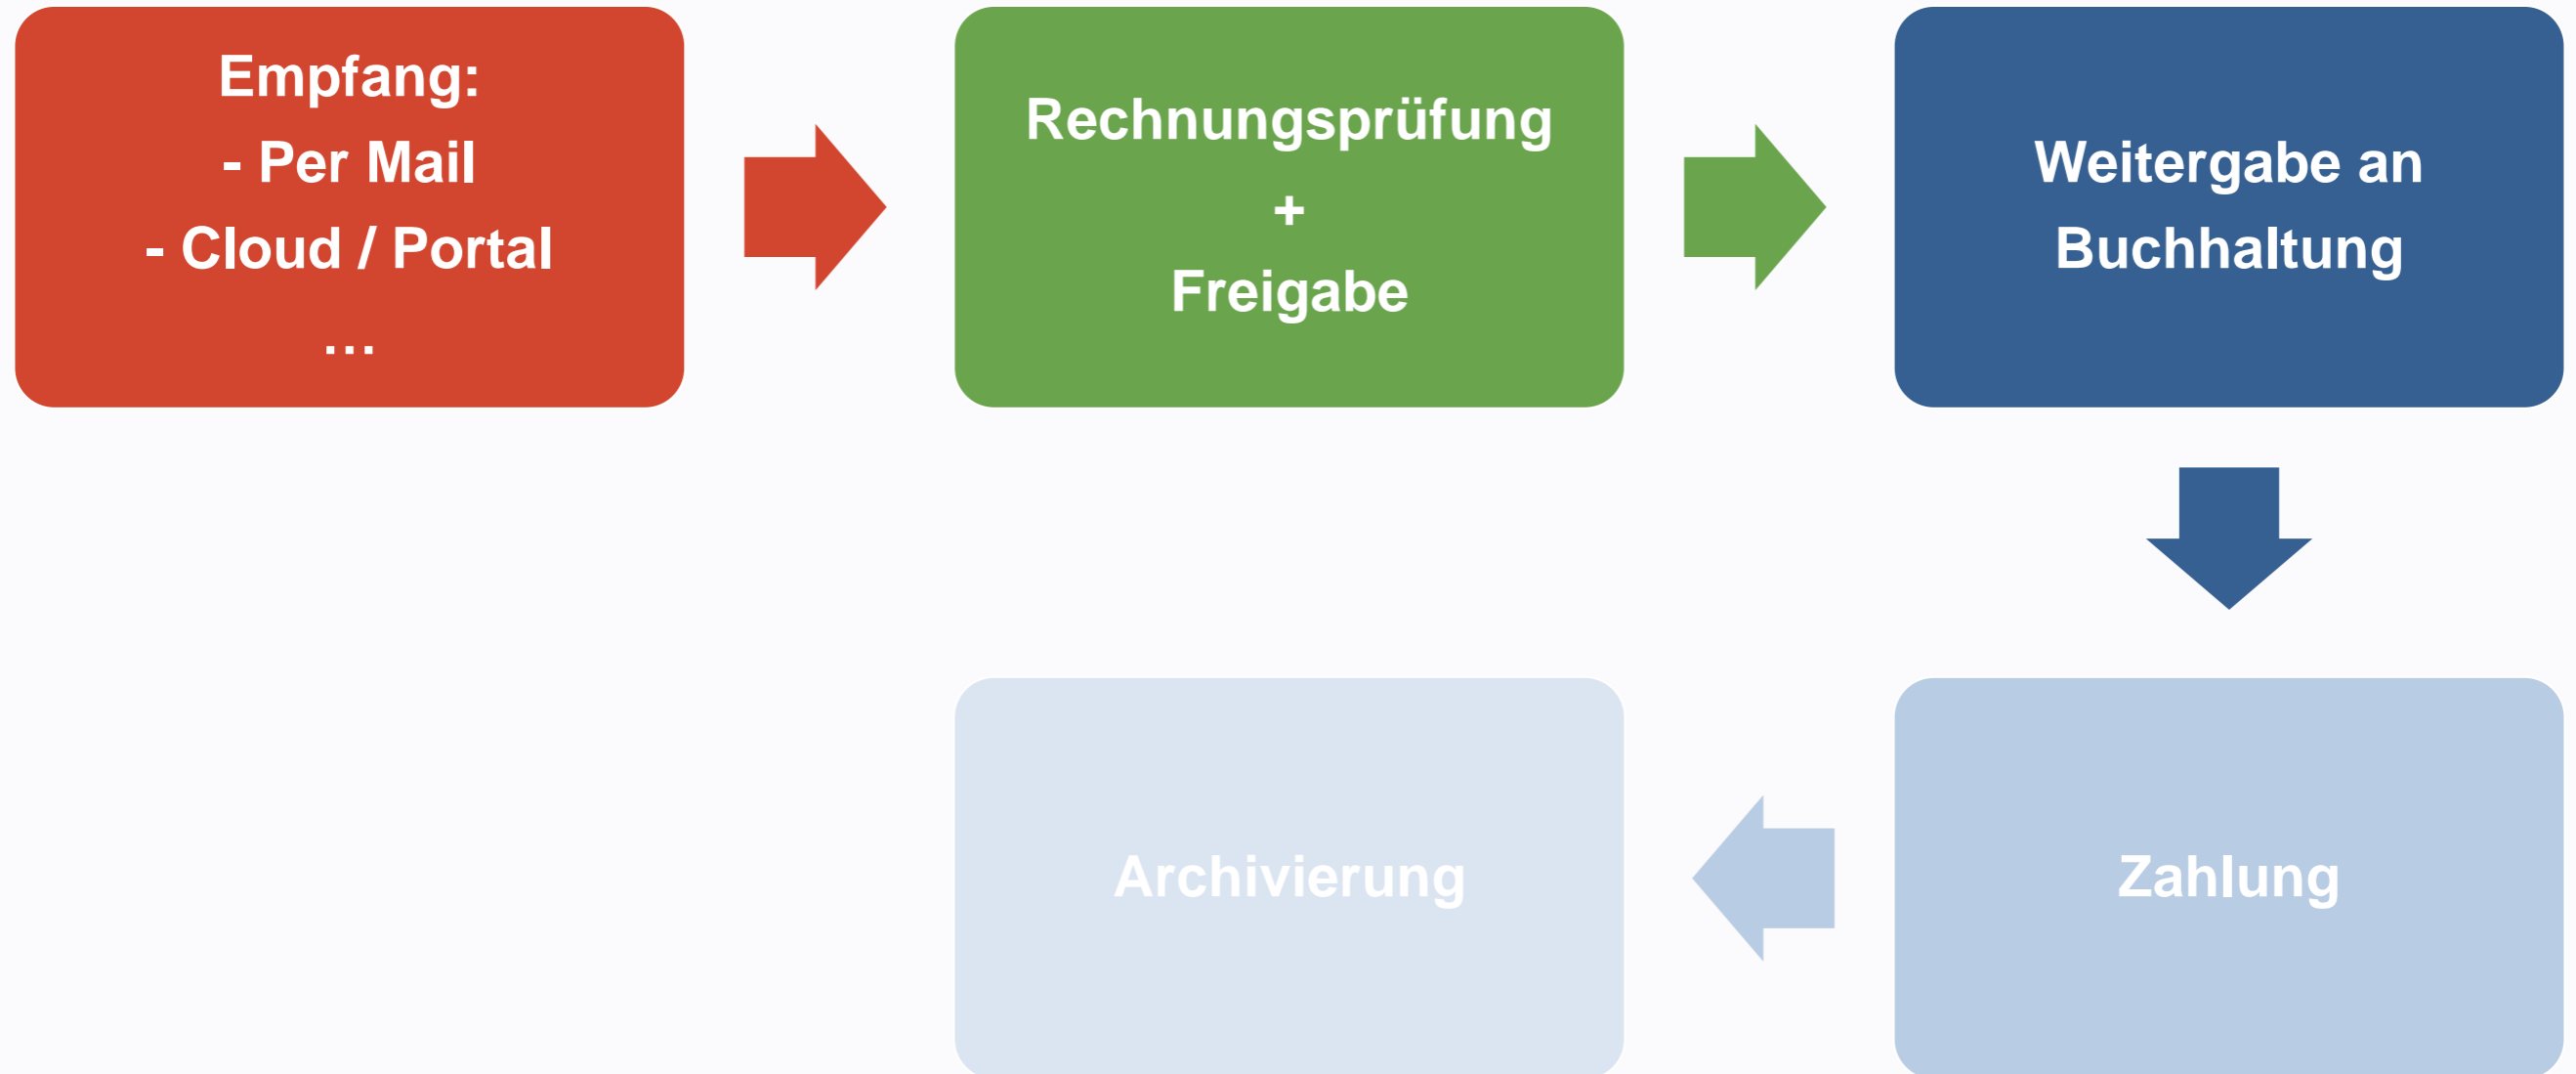 Empfang:
- Per Mail
- Cloud / Portal
…
Rechnungsprüfung
+
Freigabe
Weitergabe an
Buchhaltung
Zahlung
Archivierung